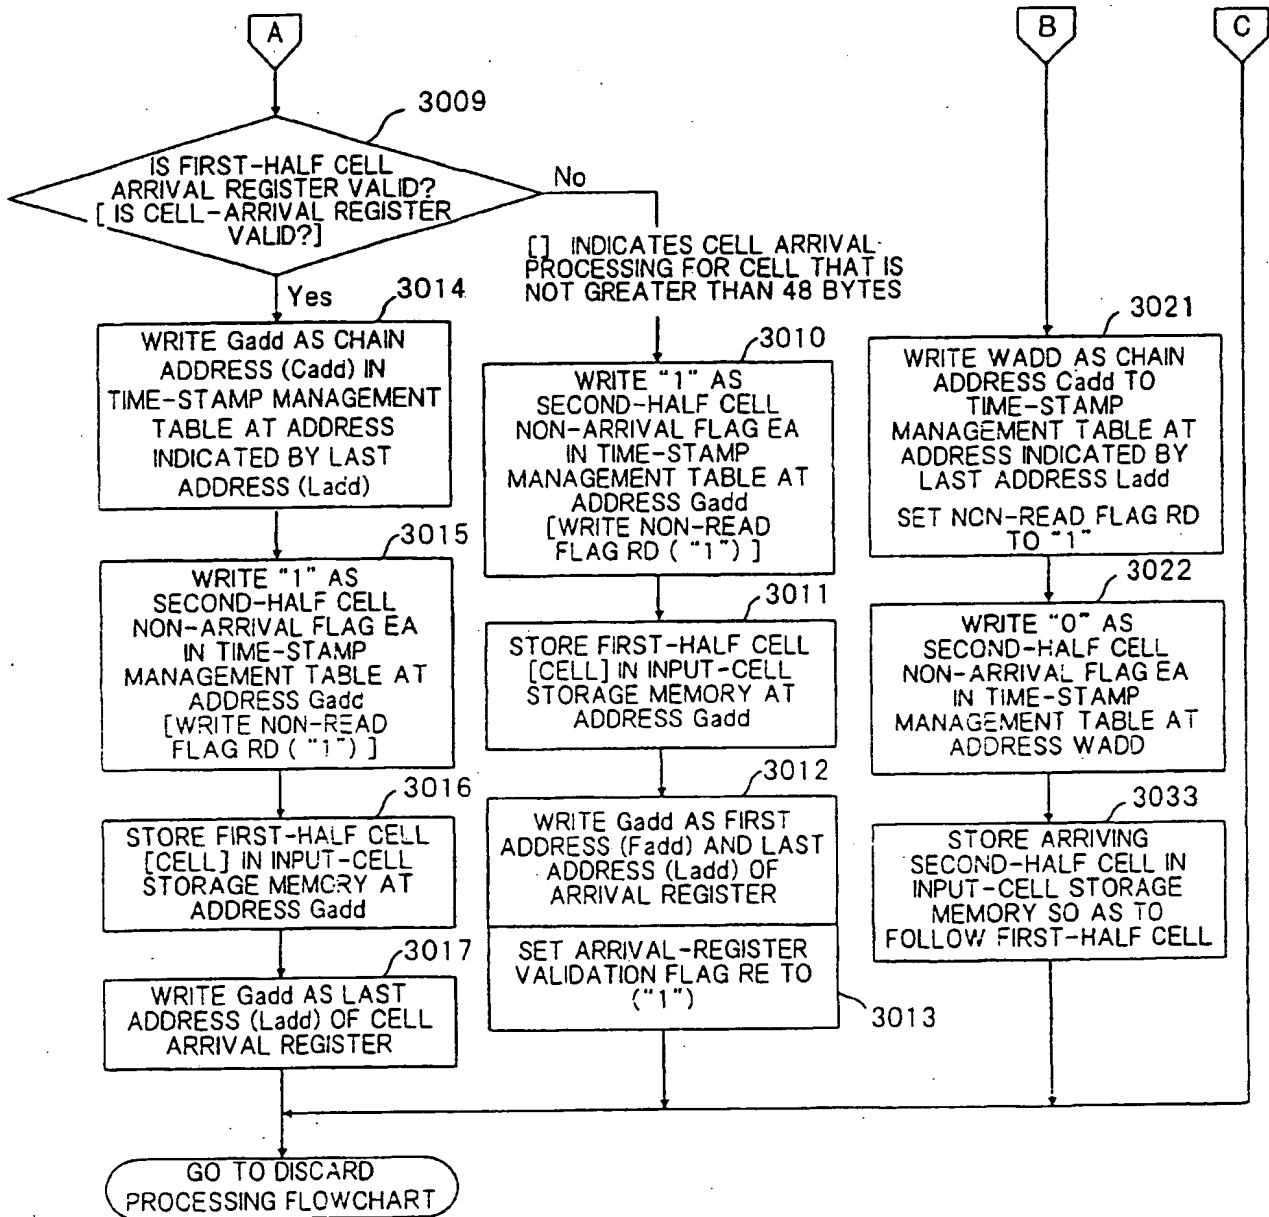 A
B
C
3009
IS FIRST-HALF CELL
ARRIVAL REGISTER VALID?
[ IS CELL-ARRIVAL REGISTER
VALID?]
No
Yes
[] INDICATES CELL ARRIVAL
PROCESSING FOR CELL THAT IS
NOT GREATER THAN 48 BYTES
3014
WRITE Gadd AS CHAIN
ADDRESS (Cadd) IN
TIME-STAMP MANAGEMENT
TABLE AT ADDRESS
INDICATED BY LAST
ADDRESS (Ladd)
3015
WRITE "1" AS
SECOND-HALF CELL
NON-ARRIVAL FLAG EA
IN TIME-STAMP
MANAGEMENT TABLE AT
ADDRESS Gadd
[WRITE NON-READ
FLAG RD ( "1") ]
3016
STORE FIRST-HALF CELL
[CELL] IN INPUT-CELL
STORAGE MEMORY AT
ADDRESS Gadd
3017
WRITE Gadd AS LAST
ADDRESS (Ladd) OF CELL
ARRIVAL REGISTER
3010
WRITE "1" AS
SECOND-HALF CELL
NON-ARRIVAL FLAG EA
IN TIME-STAMP
MANAGEMENT TABLE AT
ADDRESS Gadd
[WRITE NON-READ
FLAG RD ( "1") ]
3011
STORE FIRST-HALF CELL
[CELL] IN INPUT-CELL
STORAGE MEMORY AT
ADDRESS Gadd
3012
WRITE Gadd AS FIRST
ADDRESS (Fadd) AND LAST
ADDRESS (Ladd) OF
ARRIVAL REGISTER
SET ARRIVAL-REGISTER
VALIDATION FLAG RE TO
("1")
3013
3021
WRITE WADD AS CHAIN
ADDRESS Cadd TO
TIME-STAMP
MANAGEMENT TABLE AT
ADDRESS INDICATED BY
LAST ADDRESS Ladd
SET NON-READ FLAG RD
TO "1"
3022
WRITE "0" AS
SECOND-HALF CELL
NON-ARRIVAL FLAG EA
IN TIME-STAMP
MANAGEMENT TABLE AT
ADDRESS WADD
3033
STORE ARRIVING
SECOND-HALF CELL IN
INPUT-CELL STORAGE
MEMORY SO AS TO
FOLLOW FIRST-HALF CELL
GO TO DISCARD
PROCESSING FLOWCHART